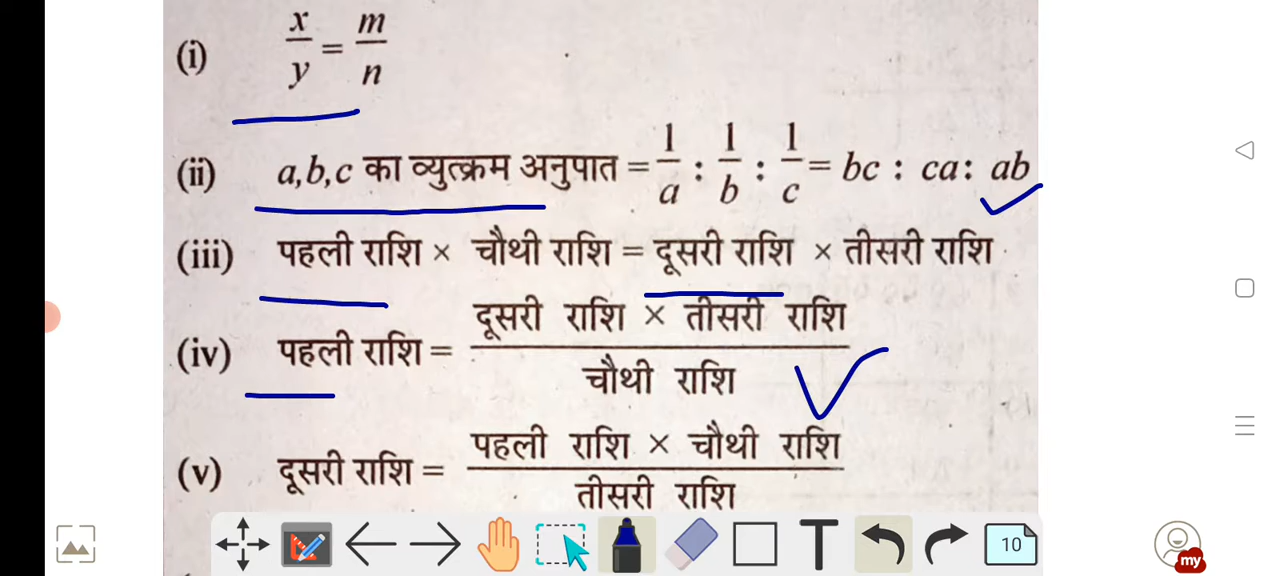 (i) x/y = m/n
(ii) a,b,c का व्युत्क्रम अनुपात = 1/a : 1/b : 1/c = bc : ca: ab
(iii) पहली राशि × चौथी राशि = दूसरी राशि × तीसरी राशि
(iv) पहली राशि = दूसरी राशि × तीसरी राशि / चौथी राशि
(v) दूसरी राशि = पहली राशि × चौथी राशि / तीसरी राशि
T 10
my